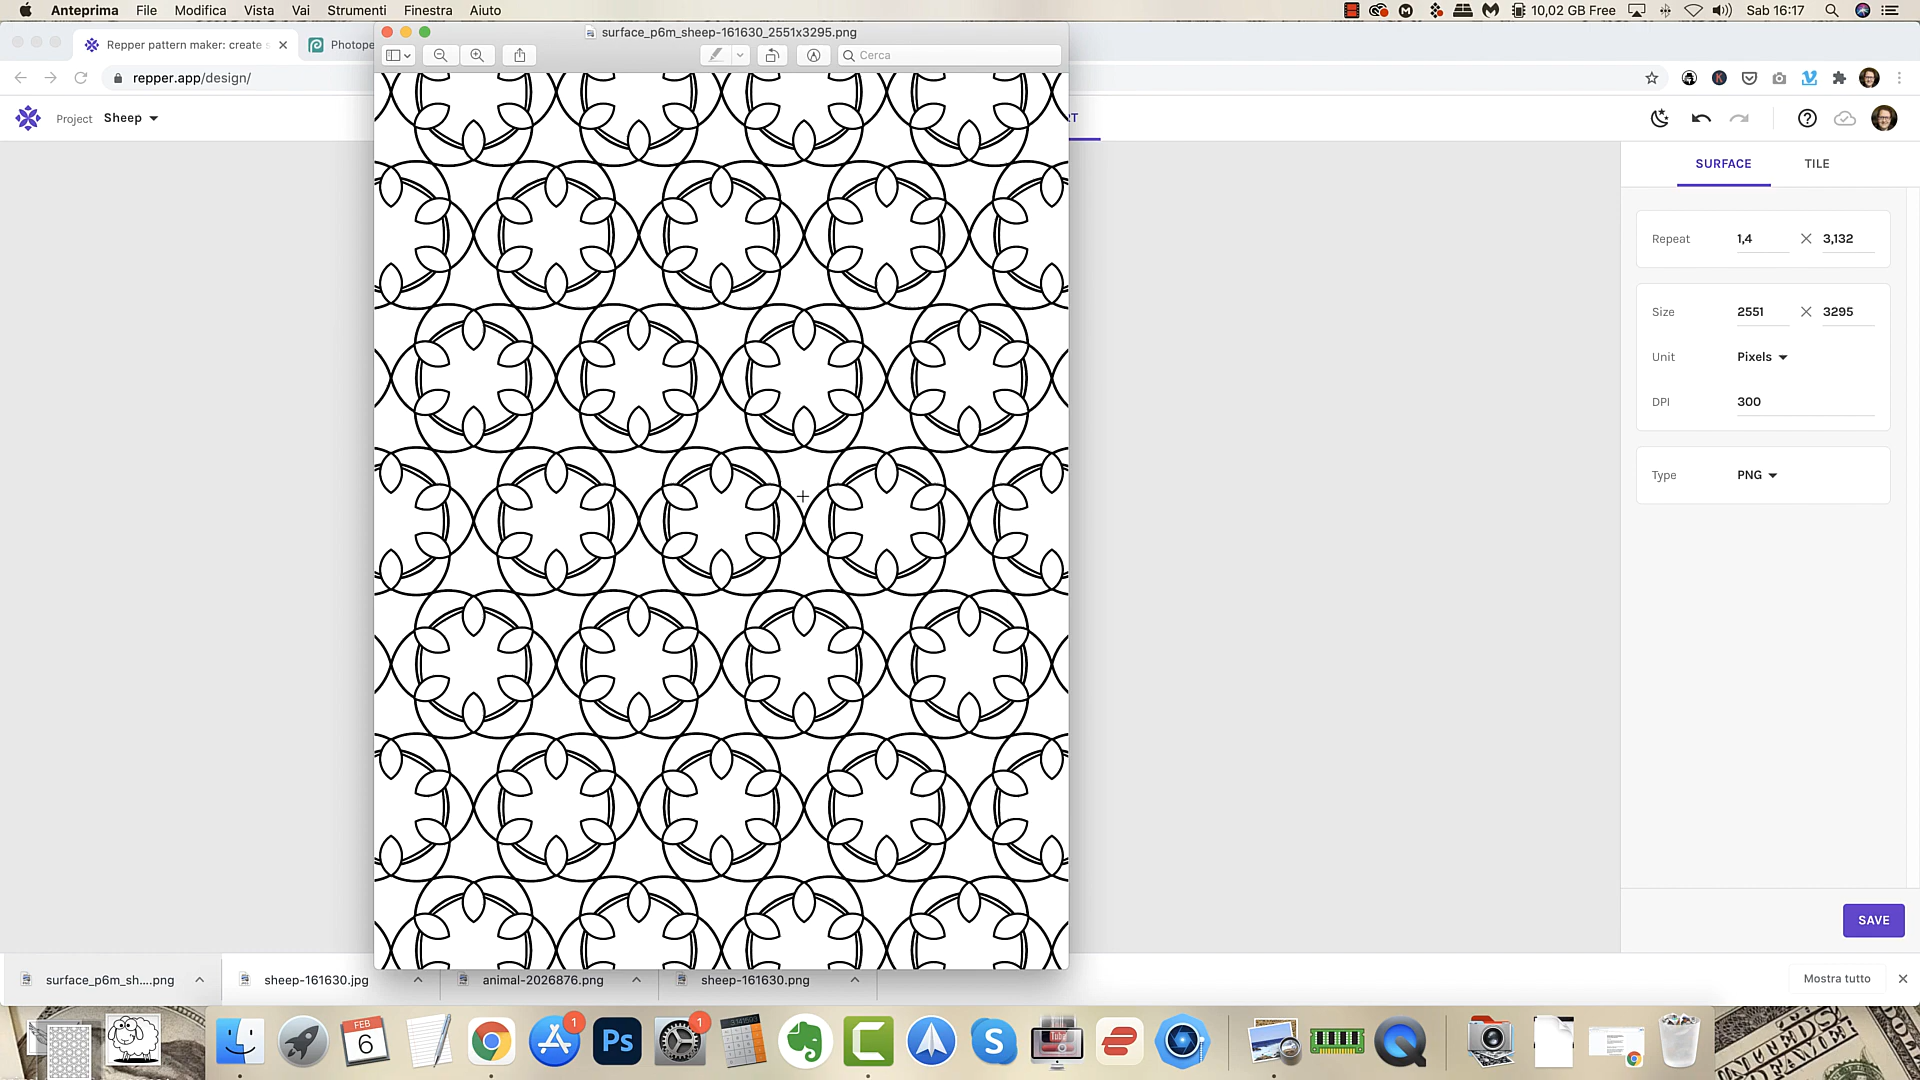 Anteprima File Modifica Vista Vai Strumenti Finestra Aiuto 10,02 GB Free Sab 16:17
surface_p6m_sheep-161630_2551x3295.png
Repper pattern maker: create
Photope
Cerca
repper.app/design/
Project Sheep
RT
SURFACE TILE
Repeat 1,4 3,132
Size 2551 3295
Unit Pixels
DPI 300
Type PNG
SAVE
surface_p6m_sh....png sheep-161630.jpg animal-2026876.png sheep-161630.png Mostra tutto
FEB
6
1
Ps
1
S